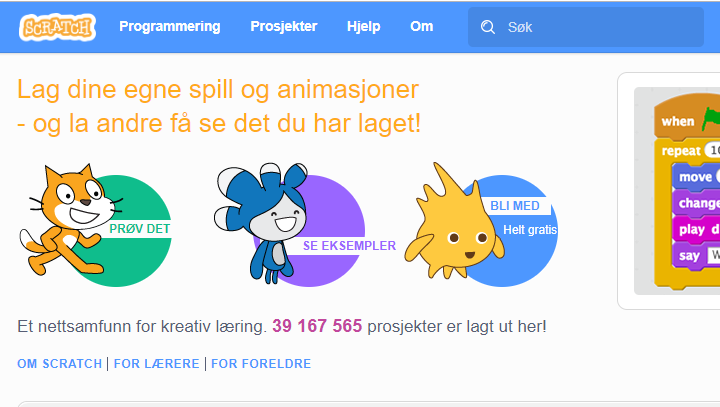 SCRATCH
Programmering
Prosjekter
Hjelp
Om
Søk
Lag dine egne spill og animasjoner
- og la andre få se det du har laget!
PRØV DET
SE EKSEMPLER
BLI MED
Helt gratis
when
repeat 10
move
change
play
say
Et nettsamfunn for kreativ læring. 39 167 565 prosjekter er lagt ut her!
OM SCRATCH | FOR LÆRERE | FOR FORELDRE